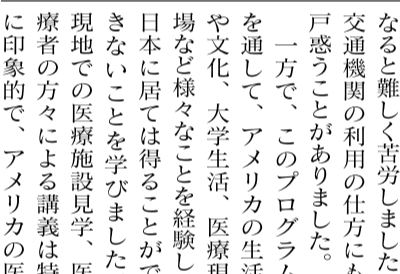 なると難しく苦労しました
交通機関の利用の仕方にも
戸惑うことがありました。
一方で、このプログラム
を通して、アメリカの生活
や文化、大学生活、医療現
場など様々なことを経験し
日本に居ては得ることがで
きないことを学びました
現地での医療施設見学、医
療者の方々による講義は特
に印象的で、アメリカの医